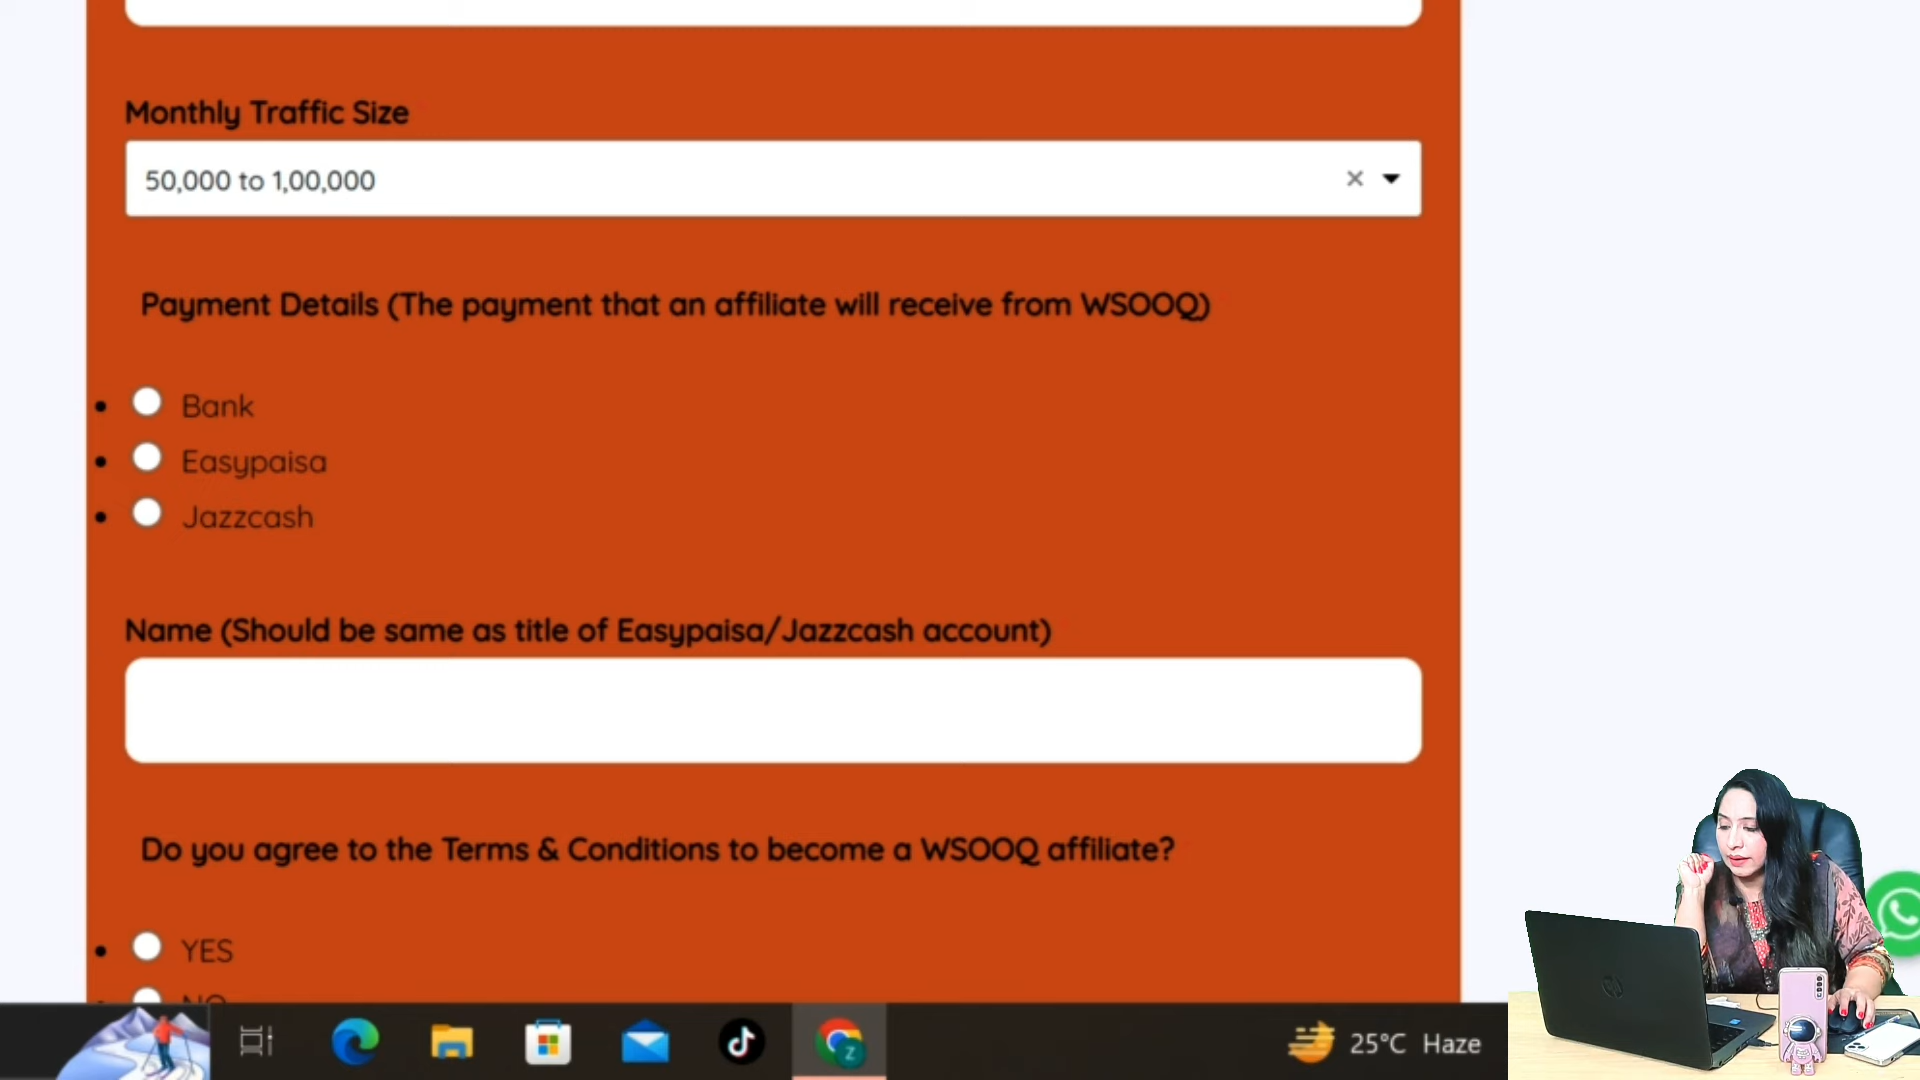 Monthly Traffic Size
50,000 to 1,00,000
Payment Details (The payment that an affiliate will receive from WSOOQ)
Bank
Easypaisa
Jazzcash
Name (Should be same as title of Easypaisa/Jazzcash account)
Do you agree to the Terms & Conditions to become a WSOOQ affiliate?
YES
NO
Z
25°C Haze